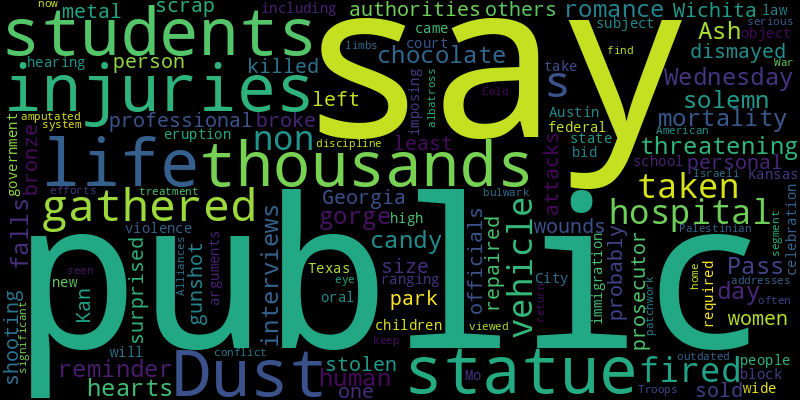 now
metal
scrap
including
authorities
others
romance
Wichita
law
students
say
came
subject
Ash
serious
object
hearing
person
killed
court
chocolate
limbs
find
dismayed
War
injuries
left
imposing
albatross
Cold
s
take
Wednesday
solemn
amputated
system
professional
broke
Austin
federal
mortality
American
government
bronze
eruption
non
discipline
least
attacks
state
bid
threatening
life
thousands
school
personal
Israeli
Kansas
efforts
treatment
bulwark
taken
celebration
gathered
Georgia
gorge
high
hospital
falls
violence
interviews
candy
officials
repaired
vehicle
wounds
Palestinian
segment
public
seen
new
Kan
surprised
Alliances
gunshot
arguments
Texas
eye
oral
size
ranging
park
City
return
immigration
probably
prosecutor
patchwork
Pass
addresses
home
required
day
often
women
shooting
significant
children
viewed
keep
will
conflict
reminder
Dust
stolen
human
hearts
one
statue
Mo
fired
outdated
people
block
Troops
sold
wide